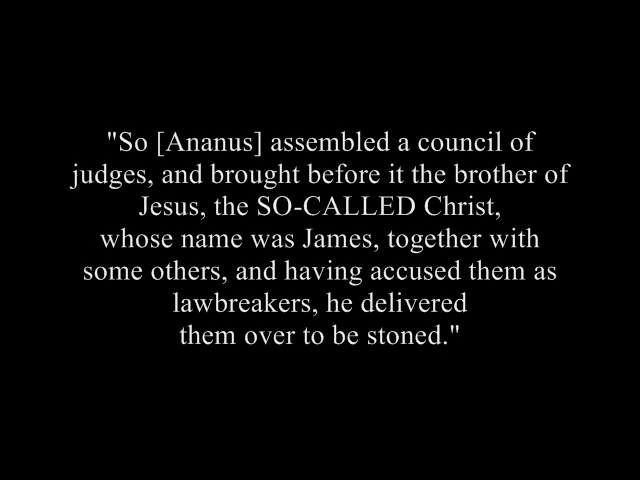 "So [Ananus] assembled a council of
judges, and brought before it the brother of
Jesus, the SO-CALLED Christ,
whose name was James, together with
some others, and having accused them as
lawbreakers, he delivered
them over to be stoned."